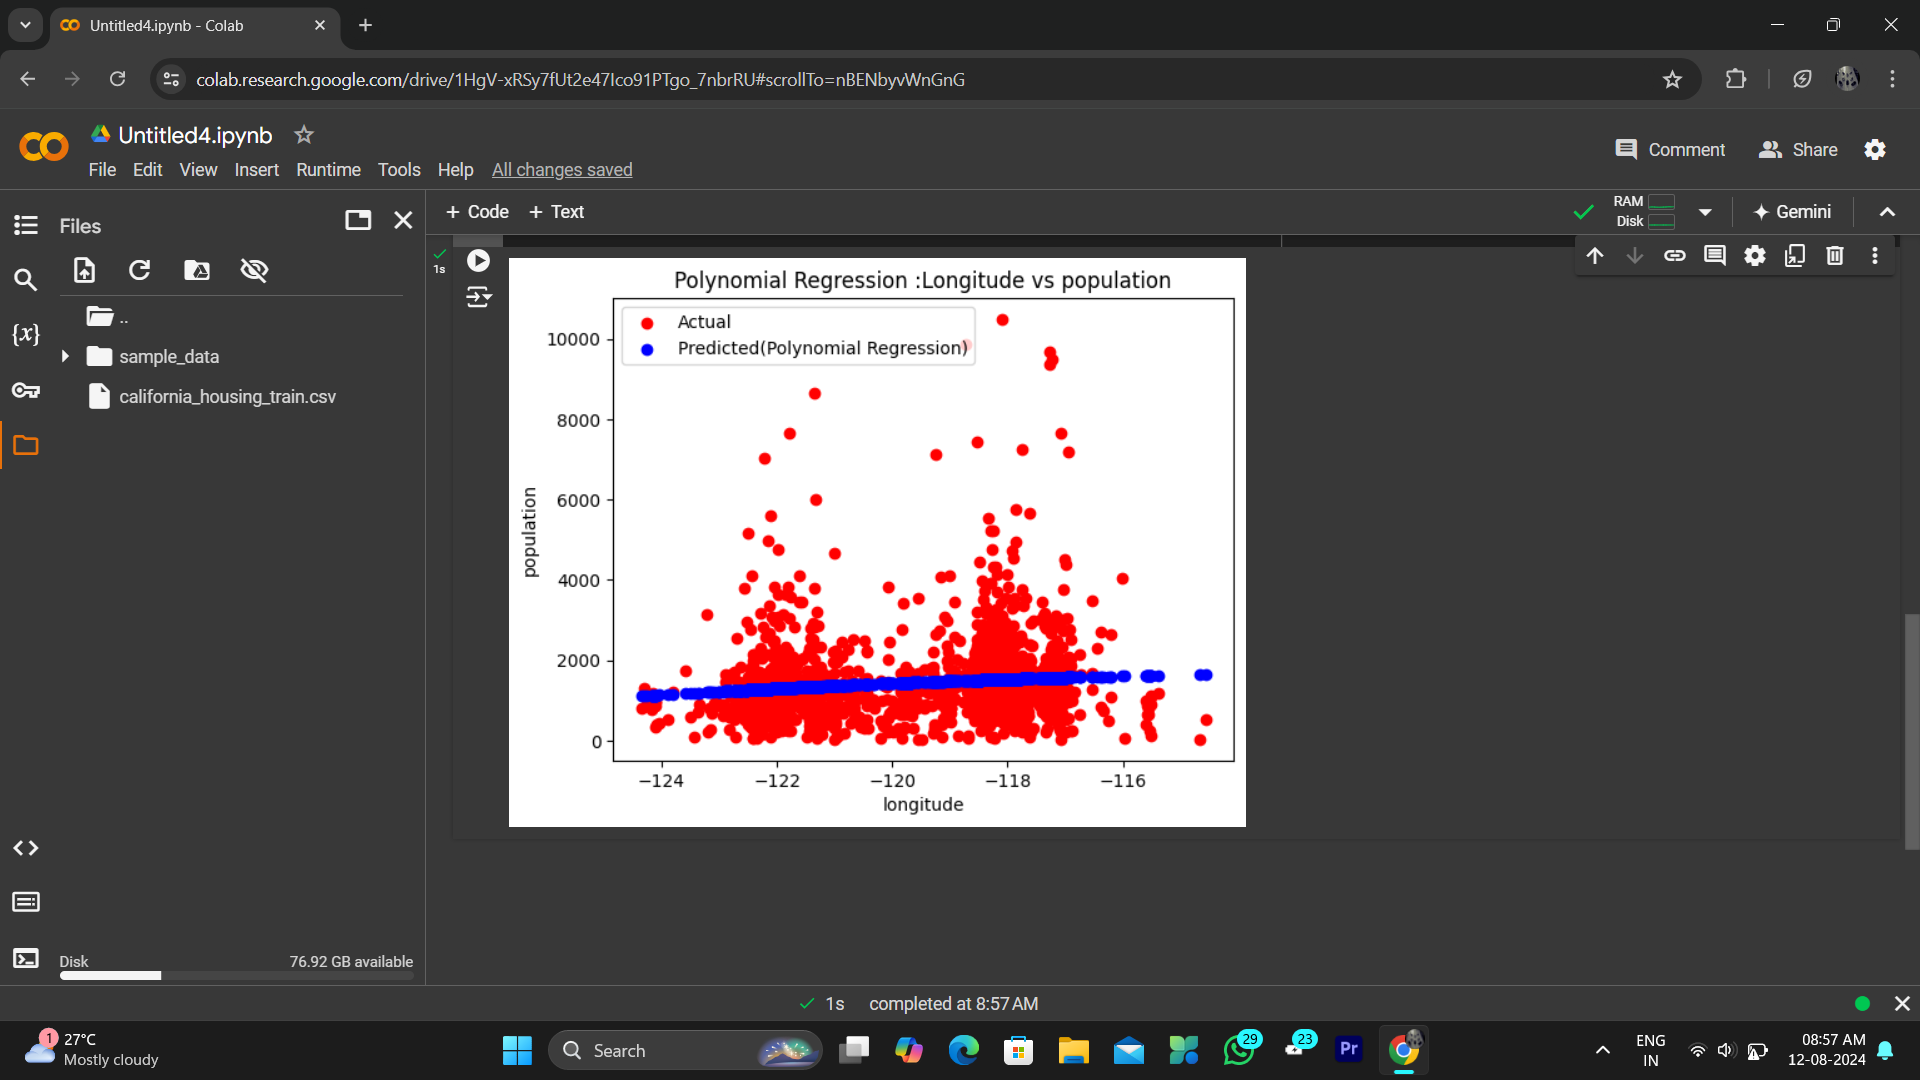 Untitled4.ipynb - Colab
colab.research.google.com/drive/1HgV-xRSy7fUt2e47Ico91PTgo_7nbrRU#scrollTo=nBENbyvWnGnG
Untitled4.ipynb
File Edit View Insert Runtime Tools Help All changes saved
Comment Share
Files
+ Code + Text
RAM
Disk
Gemini
..
sample_data
california_housing_train.csv
{x}
1s
Polynomial Regression :Longitude vs population
Actual
Predicted(Polynomial Regression)
10000
8000
6000
4000
2000
0
population
−124 −122 −120 −118 −116
longitude
Disk 76.92 GB available
1s completed at 8:57 AM
1
27°C
Mostly cloudy
Search
29
23
Pr
ENG
IN
08:57 AM
12-08-2024